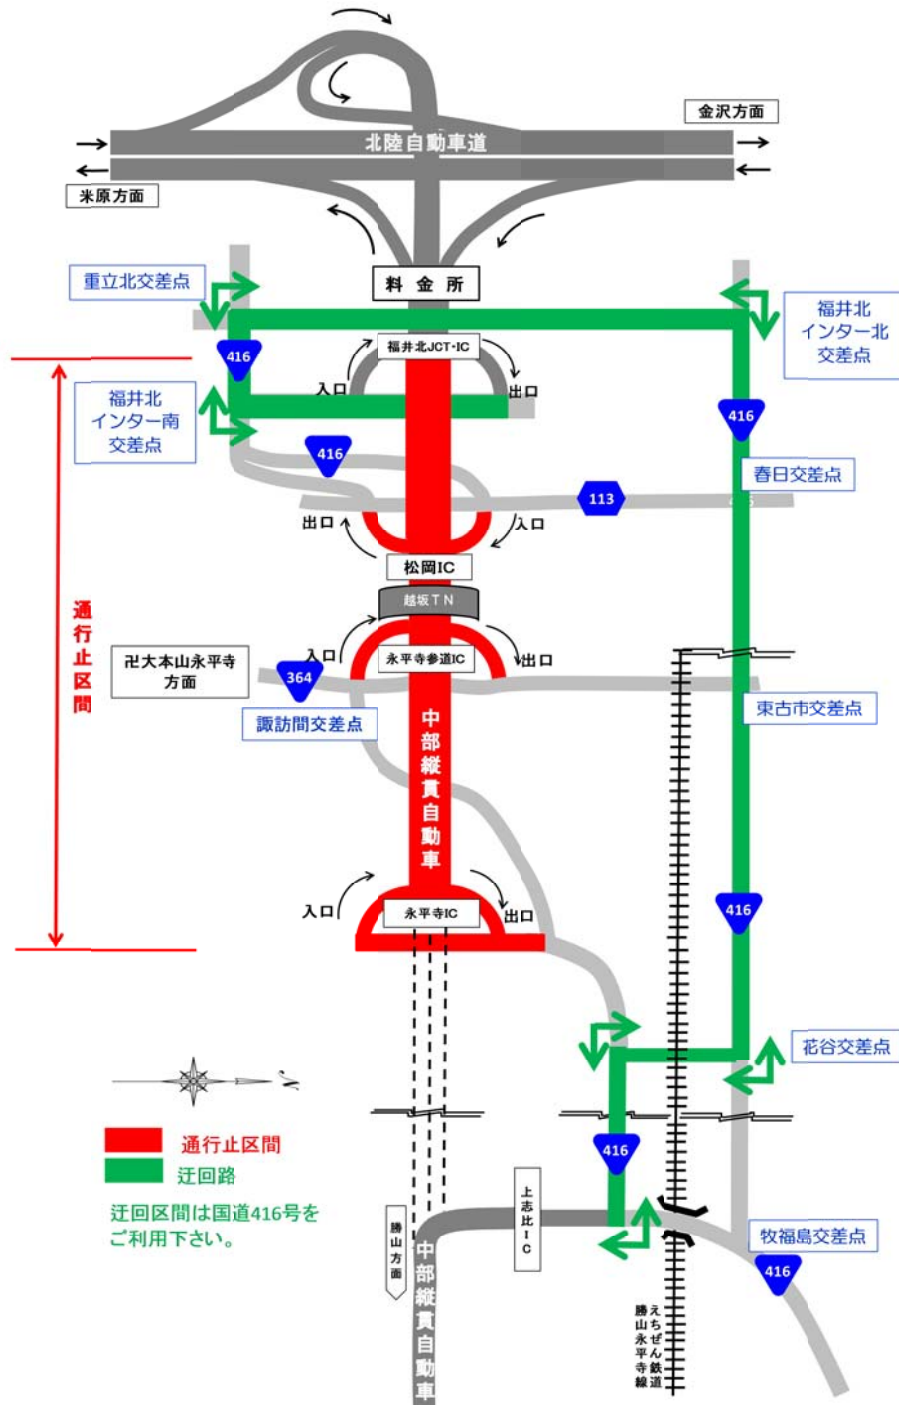 金沢方面
北陸自動車道
米原方面
料金所
重立北交差点
福井北
インター北
交差点
福井北JCT・IC
416
入口
出口
福井北
インター南
交差点
416
416
春日交差点
113
出口
入口
松岡IC
越坂TN
通行止区間
卍大本山永平寺
方面
入口
永平寺参道IC
出口
364
諏訪間交差点
東古市交差点
中部縦貫自動車
416
入口
永平寺IC
出口
花谷交差点
N
通行止区間
迂回路
迂回区間は国道416号を
ご利用下さい。
416
上志比IC
勝山方面
中部縦貫自動車
牧福島交差点
416
えちぜん鉄道
勝山永平寺線